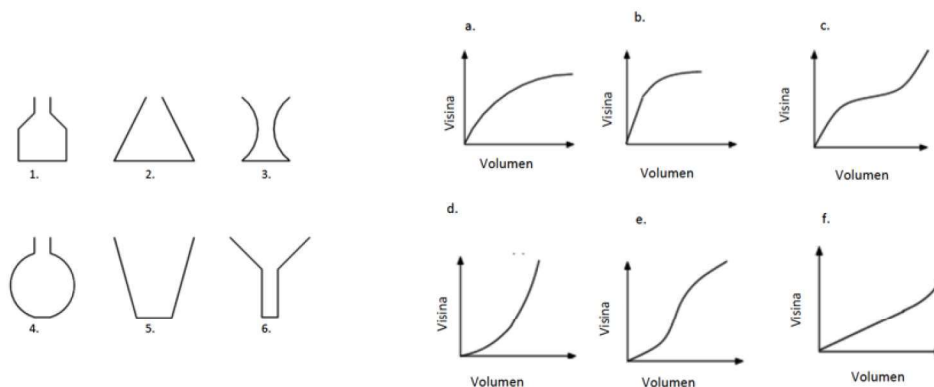 1.
2.
3.
4.
5.
6.
a.
Visina
Volumen
b.
Visina
Volumen
c.
Visina
Volumen
d.
Visina
Volumen
e.
Visina
Volumen
f.
Visina
Volumen